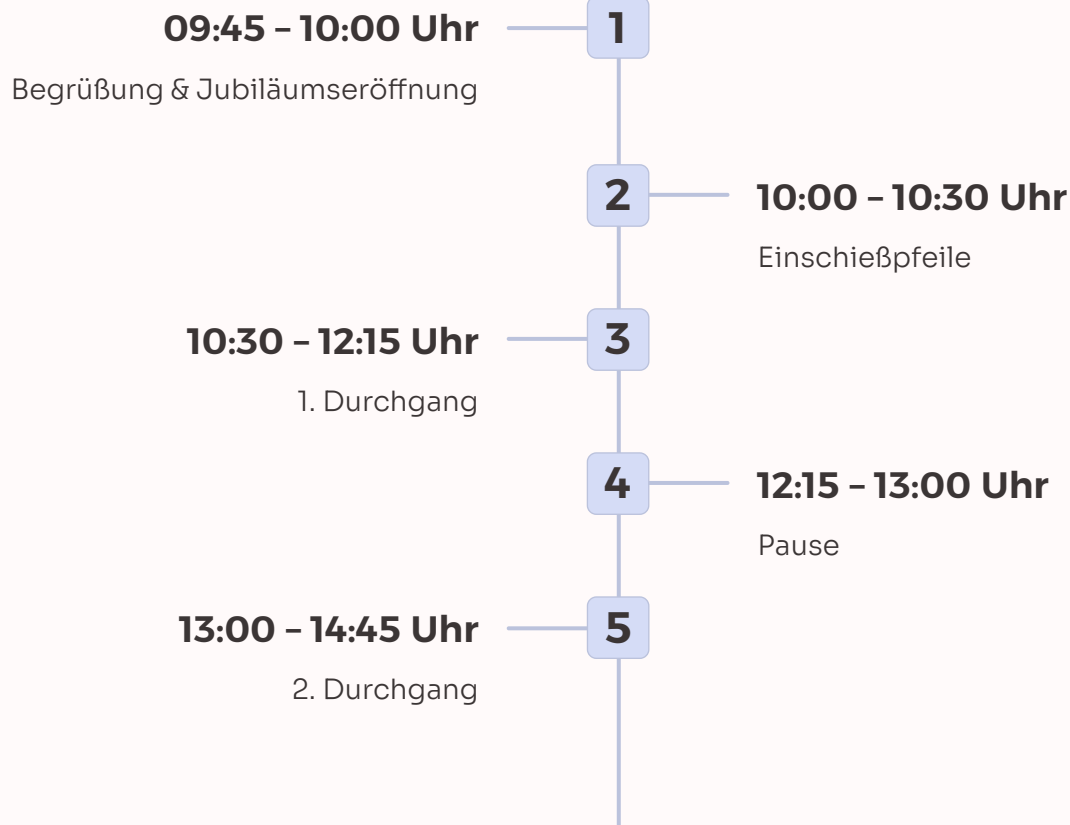 09:45 – 10:00 Uhr
1
Begrüßung & Jubiläumseröffnung
2
10:00 – 10:30 Uhr
Einschießpfeile
10:30 – 12:15 Uhr
3
1. Durchgang
4
12:15 – 13:00 Uhr
Pause
13:00 – 14:45 Uhr
5
2. Durchgang